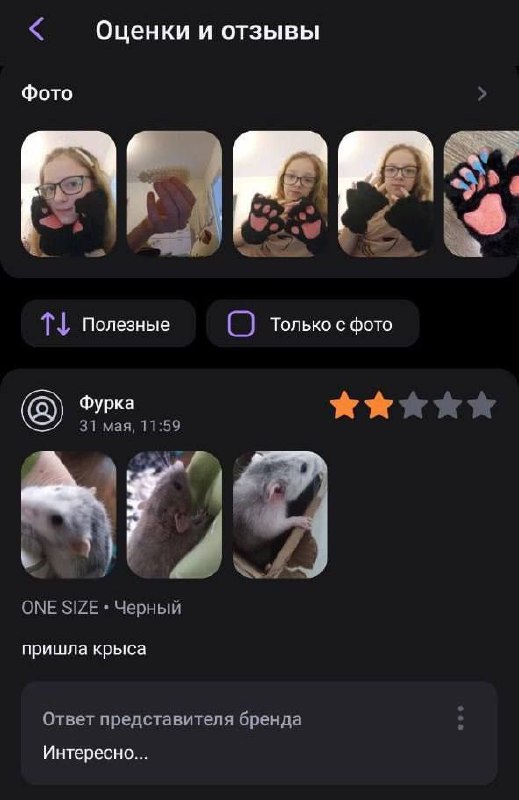 Оценки и отзывы
Фото
Полезные
Только с фото
Фурка
31 мая, 11:59
ONE SIZE • Черный
пришла крыса
Ответ представителя бренда
Интересно...